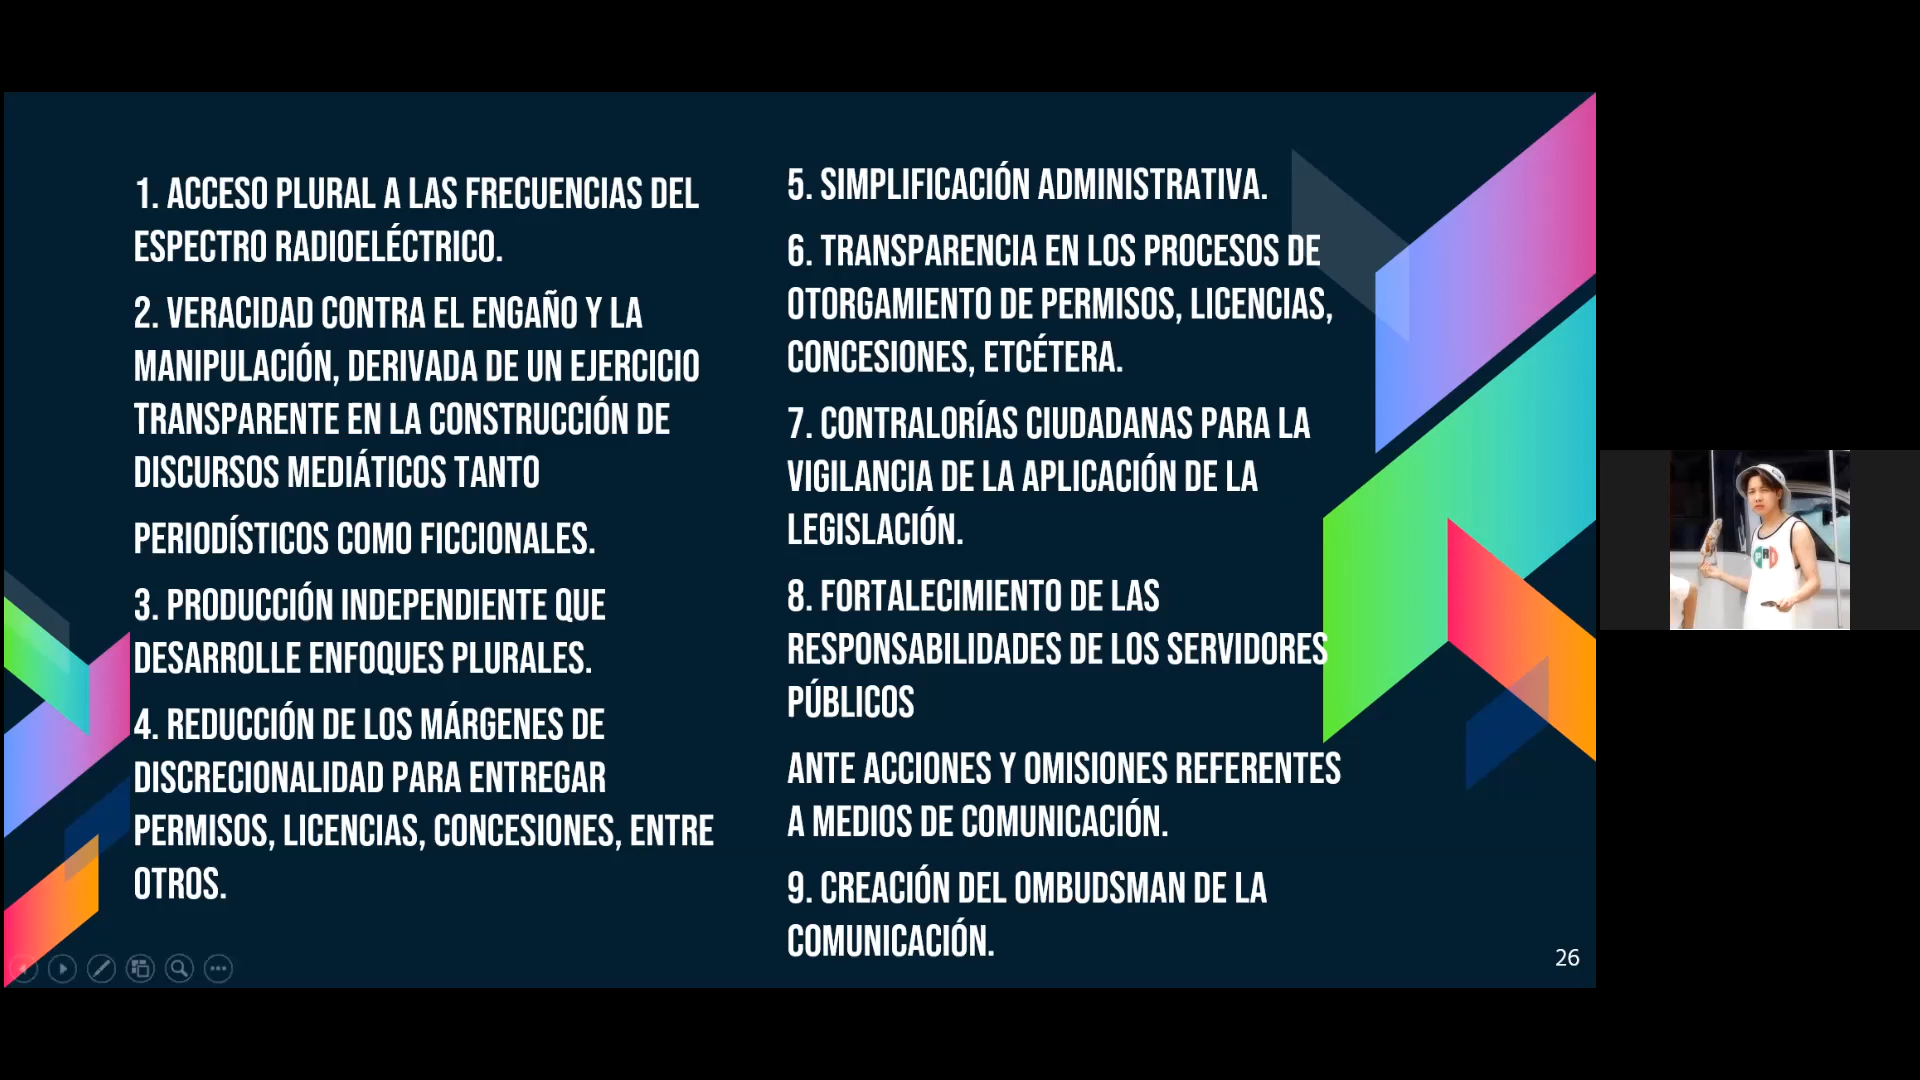 1. ACCESO PLURAL A LAS FRECUENCIAS DEL
ESPECTRO RADIOELÉCTRICO.
2. VERACIDAD CONTRA EL ENGAÑO Y LA
MANIPULACIÓN, DERIVADA DE UN EJERCICIO
TRANSPARENTE EN LA CONSTRUCCIÓN DE
DISCURSOS MEDIÁTICOS TANTO
PERIODÍSTICOS COMO FICCIONALES.
3. PRODUCCIÓN INDEPENDIENTE QUE
DESARROLLE ENFOQUES PLURALES.
4. REDUCCIÓN DE LOS MÁRGENES DE
DISCRECIONALIDAD PARA ENTREGAR
PERMISOS, LICENCIAS, CONCESIONES, ENTRE
OTROS.
5. SIMPLIFICACIÓN ADMINISTRATIVA.
6. TRANSPARENCIA EN LOS PROCESOS DE
OTORGAMIENTO DE PERMISOS, LICENCIAS,
CONCESIONES, ETCÉTERA.
7. CONTRALORÍAS CIUDADANAS PARA LA
VIGILANCIA DE LA APLICACIÓN DE LA
LEGISLACIÓN.
8. FORTALECIMIENTO DE LAS
RESPONSABILIDADES DE LOS SERVIDORES
PÚBLICOS
ANTE ACCIONES Y OMISIONES REFERENTES
A MEDIOS DE COMUNICACIÓN.
9. CREACIÓN DEL OMBUDSMAN DE LA
COMUNICACIÓN.
26
PRI